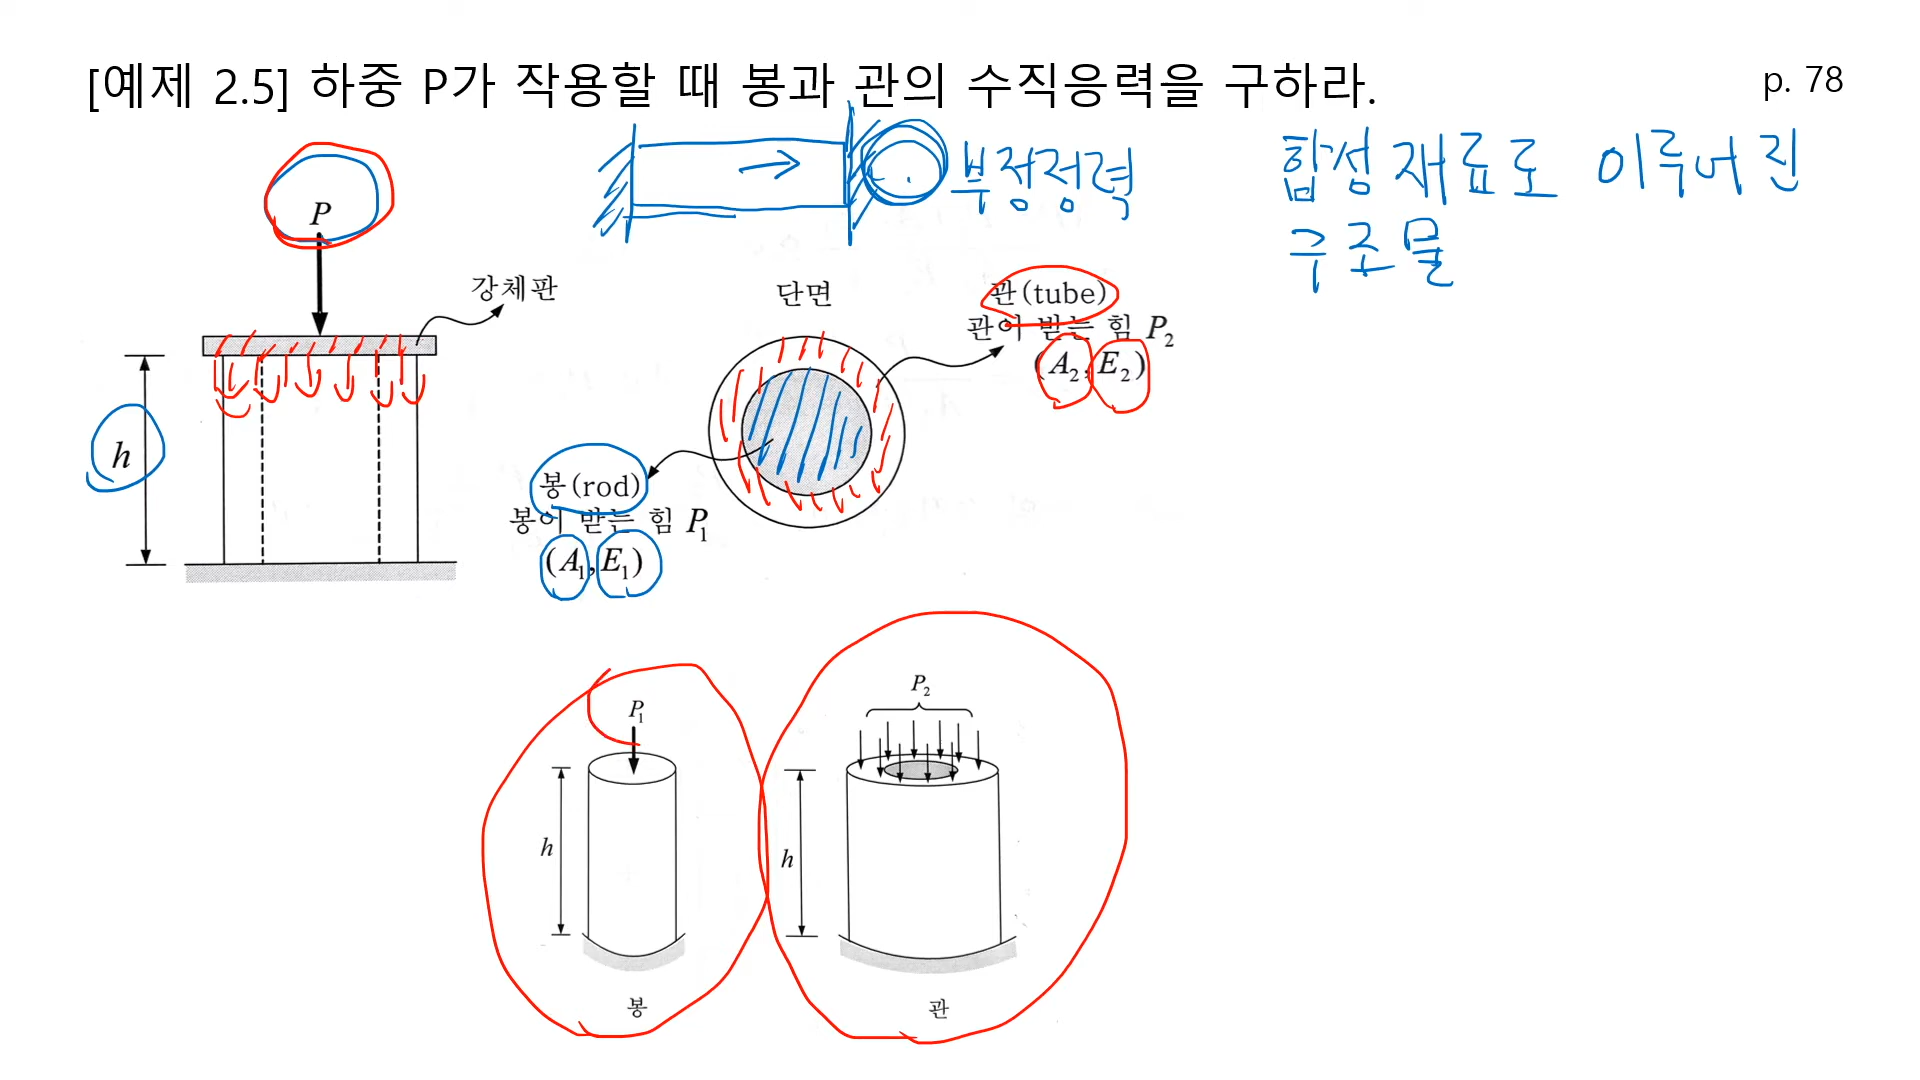 [예제 2.5] 하중 P가 작용할 때 봉과 관의 수직응력을 구하라.
p. 78
부정정력
합성 재료로 이루어진
구조물
P
강체판
단면
관(tube)
관이 받는 힘 P₂
(A₂, E₂)
h
봉(rod)
봉이 받는 힘 P₁
(A₁, E₁)
P₁
h
봉
P₂
h
관